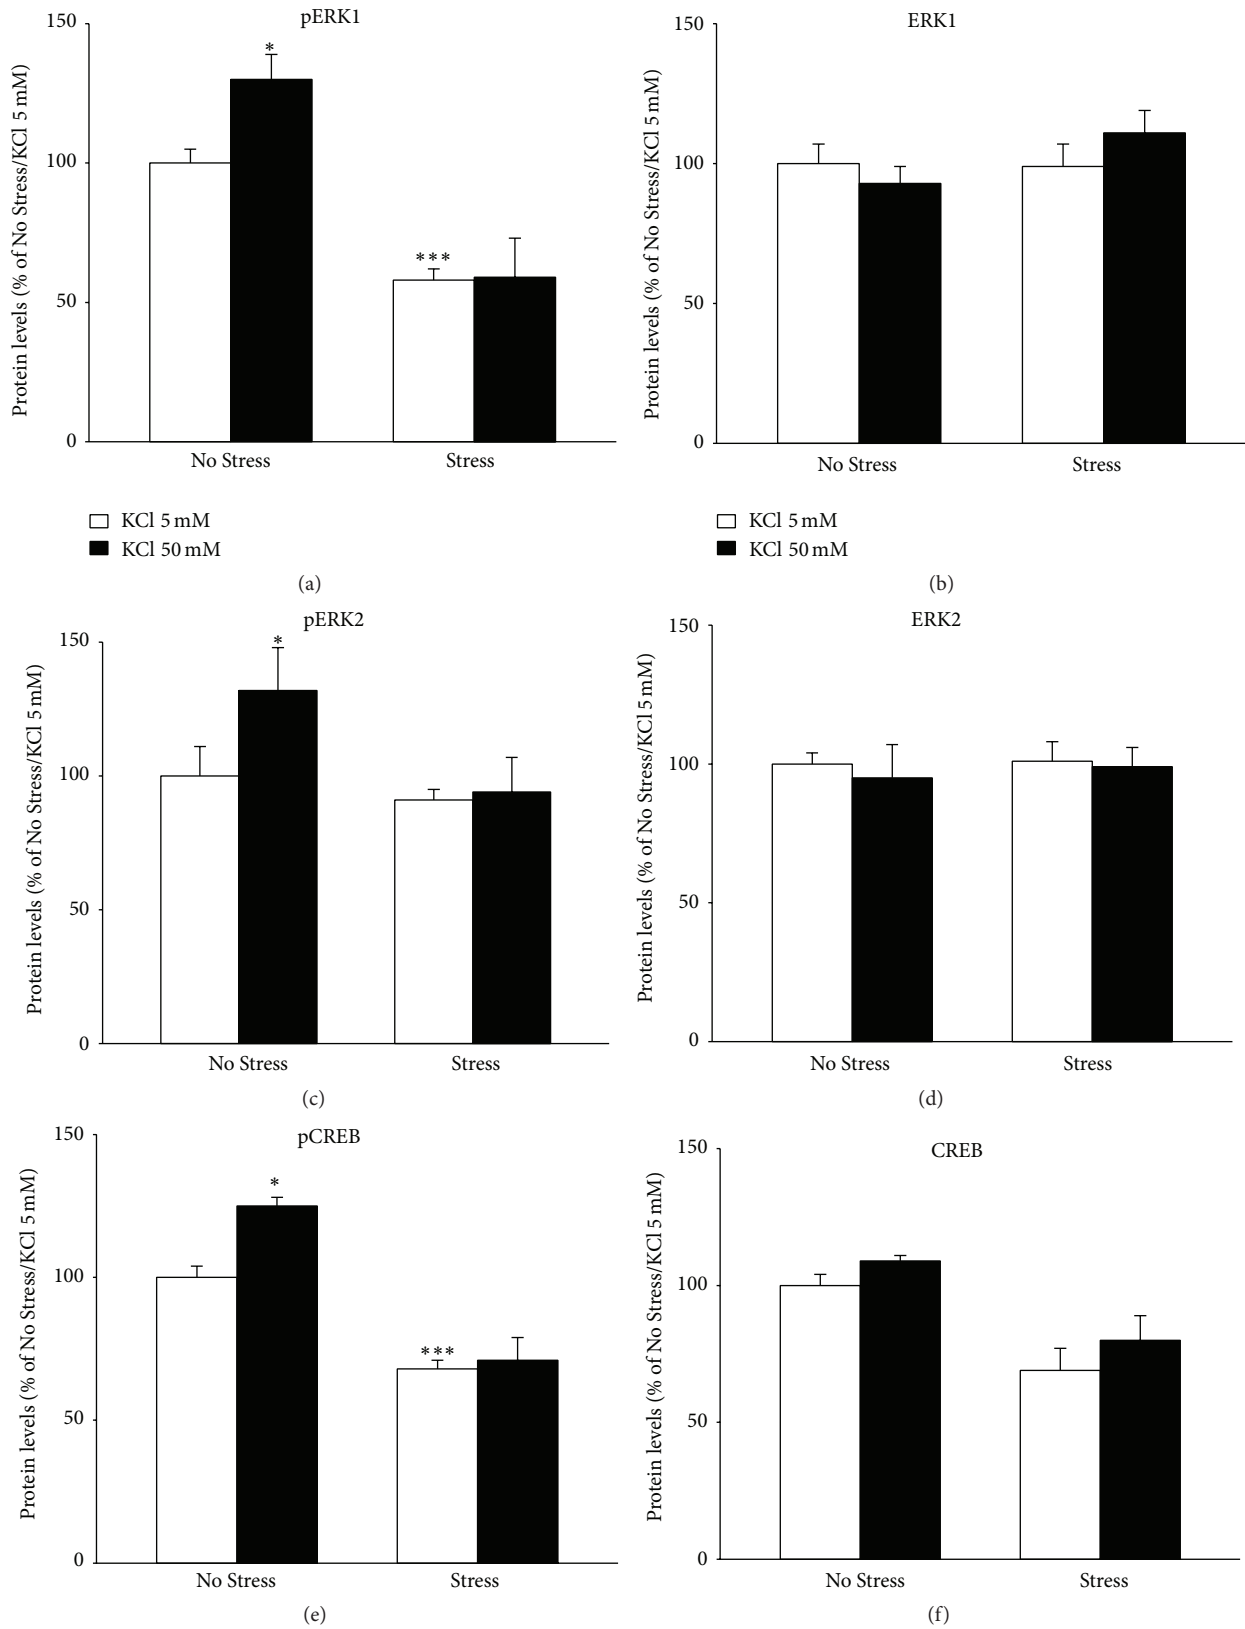 pERK1
150
100
50
0
Protein levels (% of No Stress/KCl 5 mM)
*
***
No Stress
Stress
KCl 5 mM
KCl 50 mM
(a)
ERK1
150
100
50
0
Protein levels (% of No Stress/KCl 5 mM)
No Stress
Stress
KCl 5 mM
KCl 50 mM
(b)
pERK2
150
100
50
0
Protein levels (% of No Stress/KCl 5 mM)
*
No Stress
Stress
(c)
ERK2
150
100
50
0
Protein levels (% of No Stress/KCl 5 mM)
No Stress
Stress
(d)
pCREB
150
100
50
0
Protein levels (% of No Stress/KCl 5 mM)
*
***
No Stress
Stress
(e)
CREB
150
100
50
0
Protein levels (% of No Stress/KCl 5 mM)
No Stress
Stress
(f)